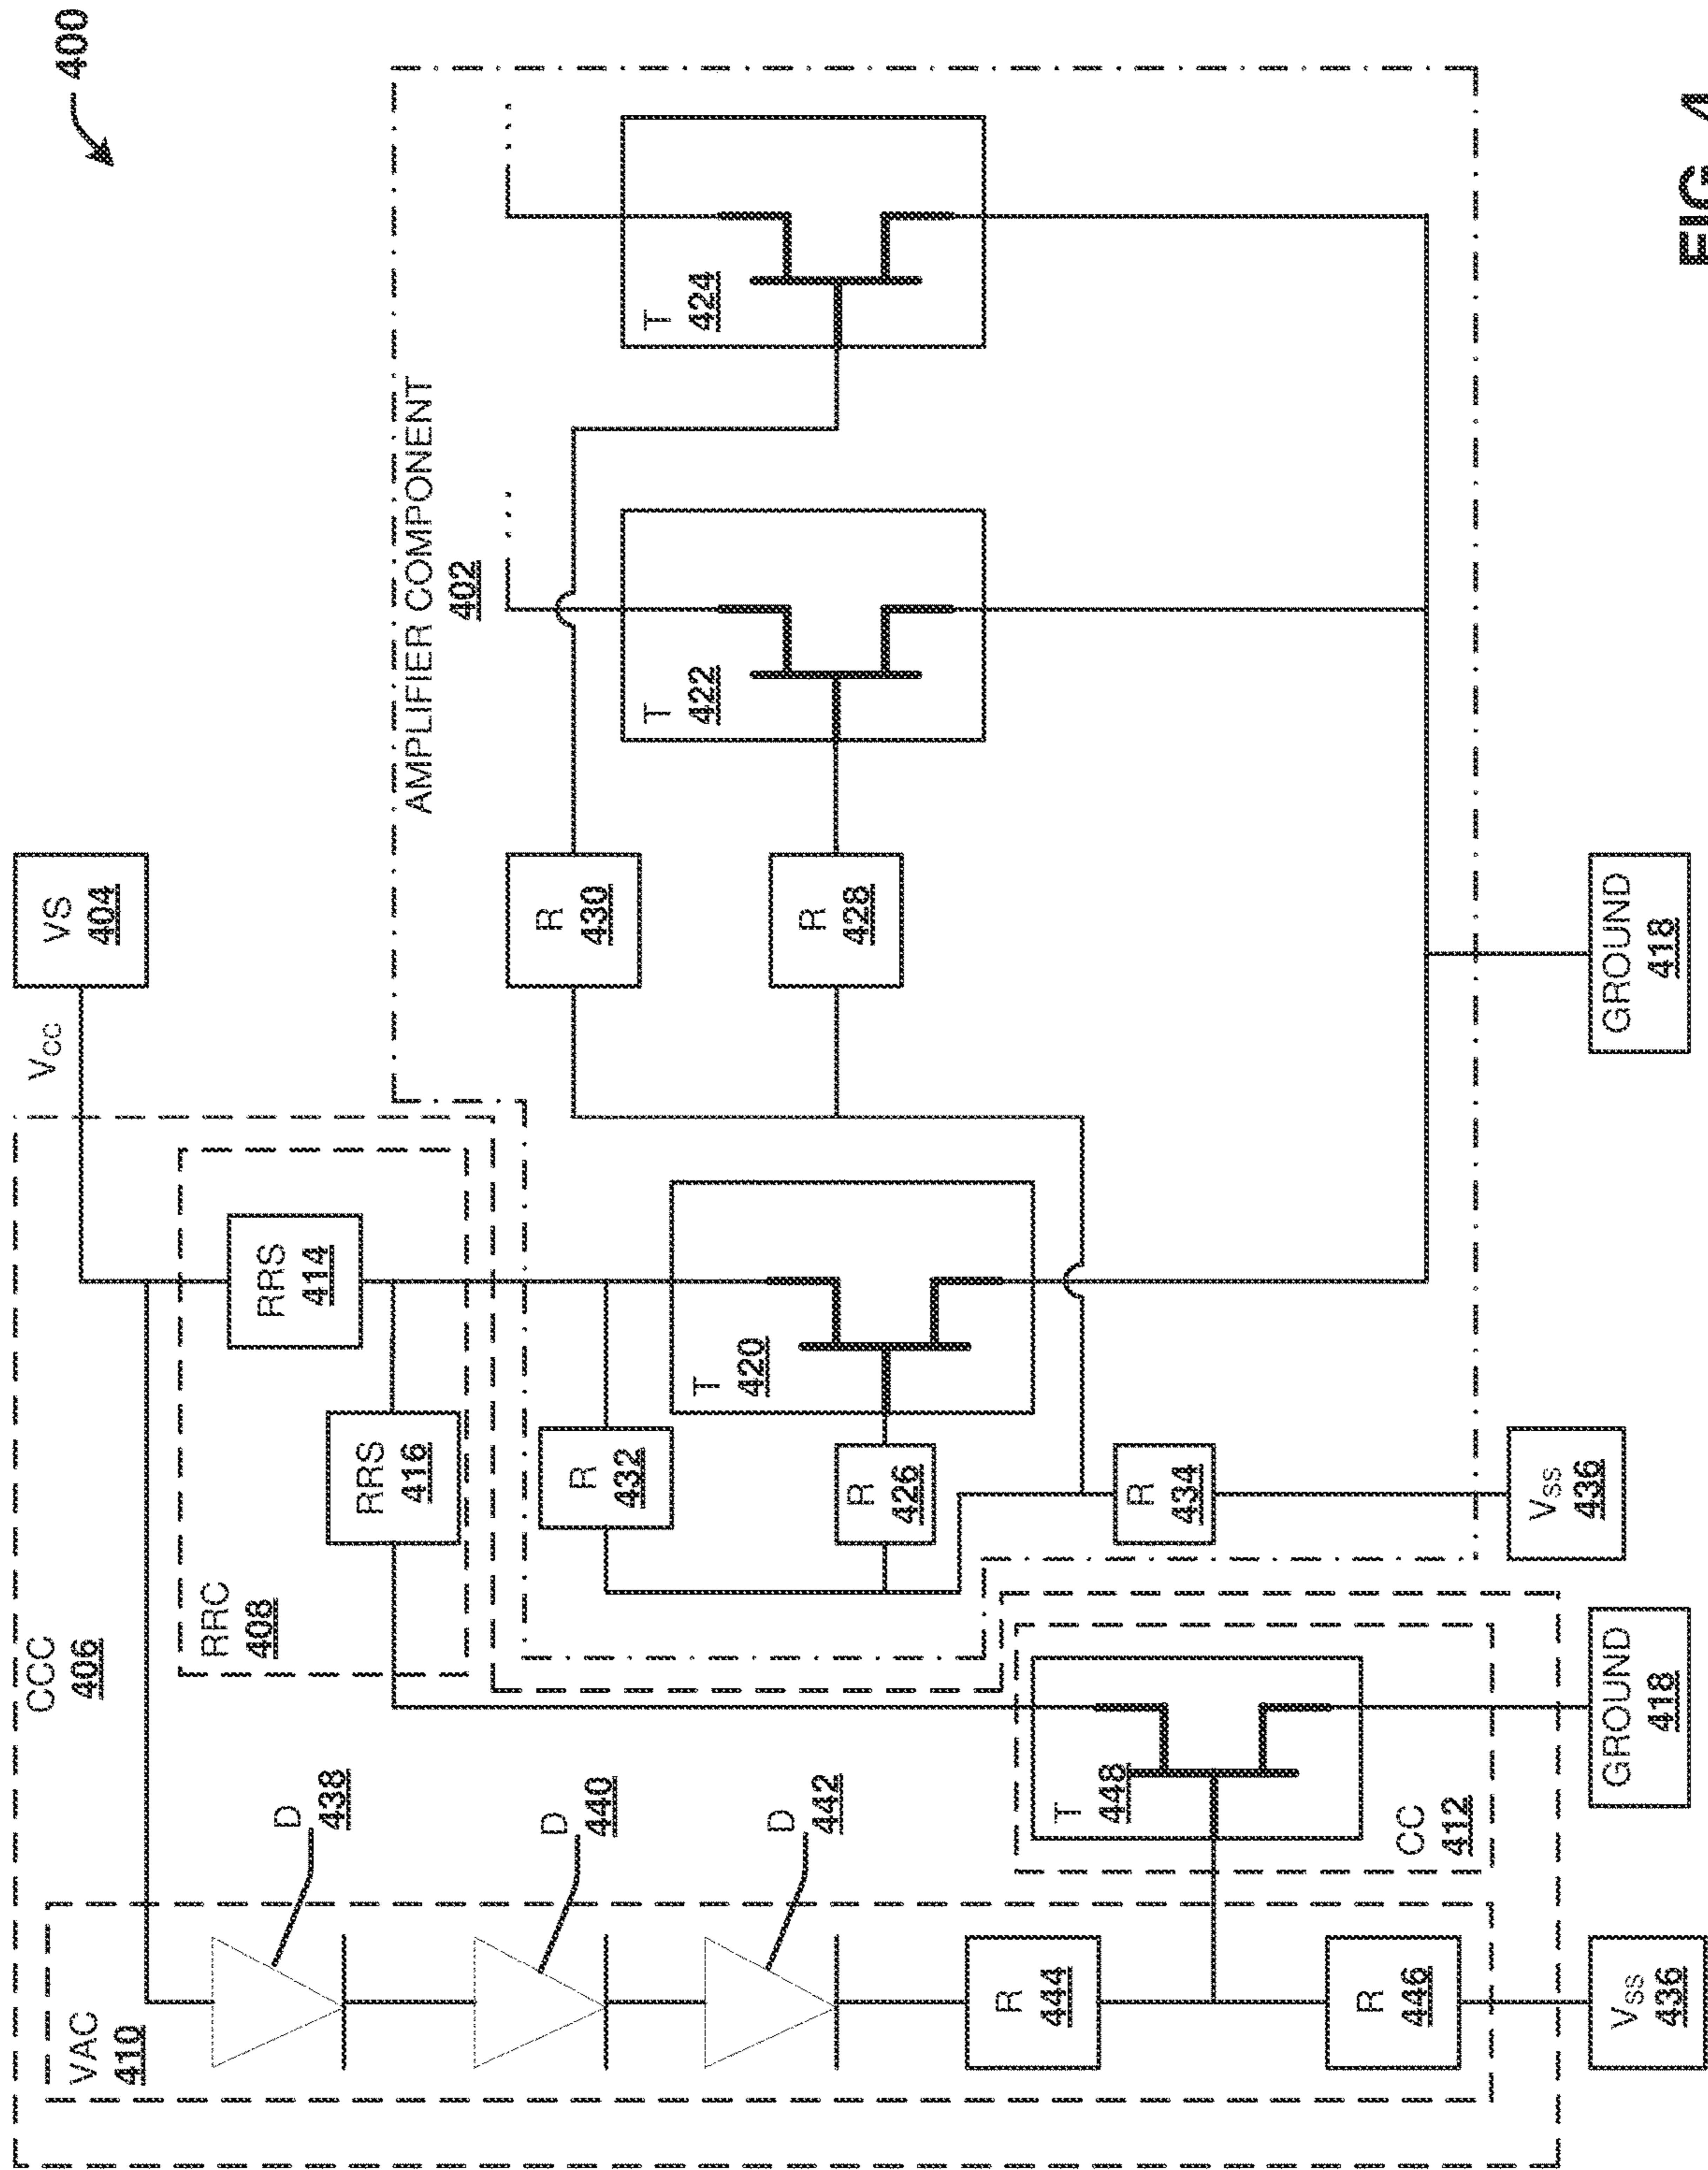 400
CCC
406
VAC
410
D
438
D
440
D
442
R
444
R
446
VSS
436
RRC
408
RRS
416
RRS
414
VCC
VS
404
AMPLIFIER COMPONENT
402
R
432
R
426
T
420
R
434
VSS
436
R
430
R
428
T
422
T
424
T
448
CC
412
GROUND
418
GROUND
418
FIG. 4